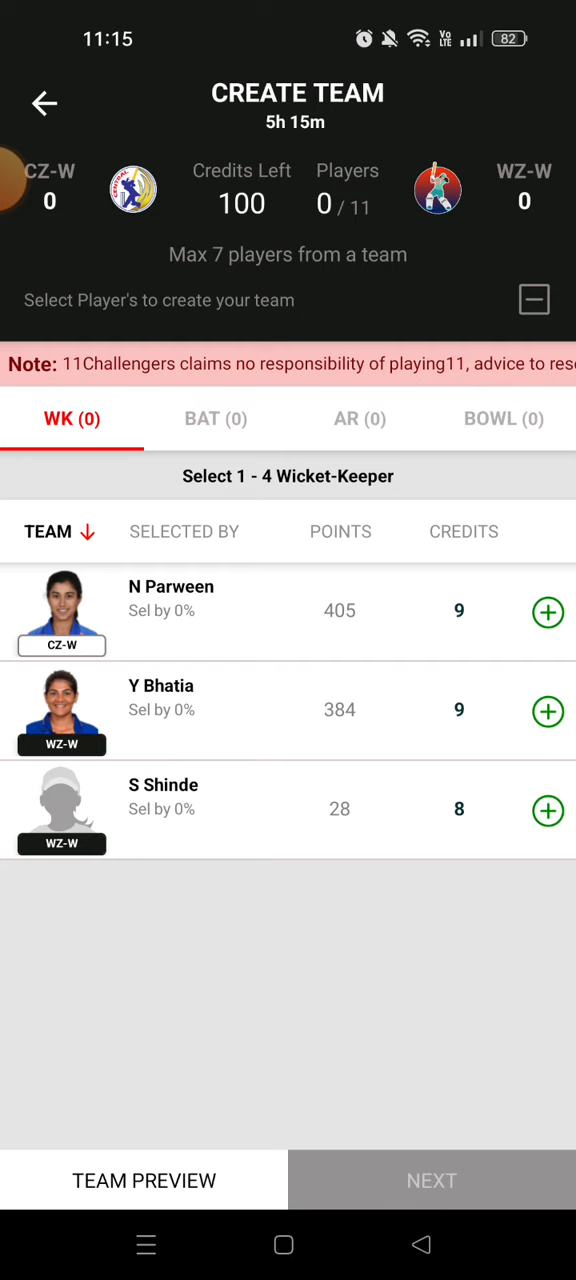 11:15
Vo LTE
82
CREATE TEAM
5h 15m
CZ-W
0
CENTRAL
Credits Left
100
Players
0 / 11
WZ-W
0
Max 7 players from a team
Select Player's to create your team
Note: 11Challengers claims no responsibility of playing11, advice to rese
WK (0)
BAT (0)
AR (0)
BOWL (0)
Select 1 - 4 Wicket-Keeper
TEAM
SELECTED BY
POINTS
CREDITS
N Parween
Sel by 0%
405
9
CZ-W
Y Bhatia
Sel by 0%
384
9
WZ-W
S Shinde
Sel by 0%
28
8
WZ-W
TEAM PREVIEW
NEXT